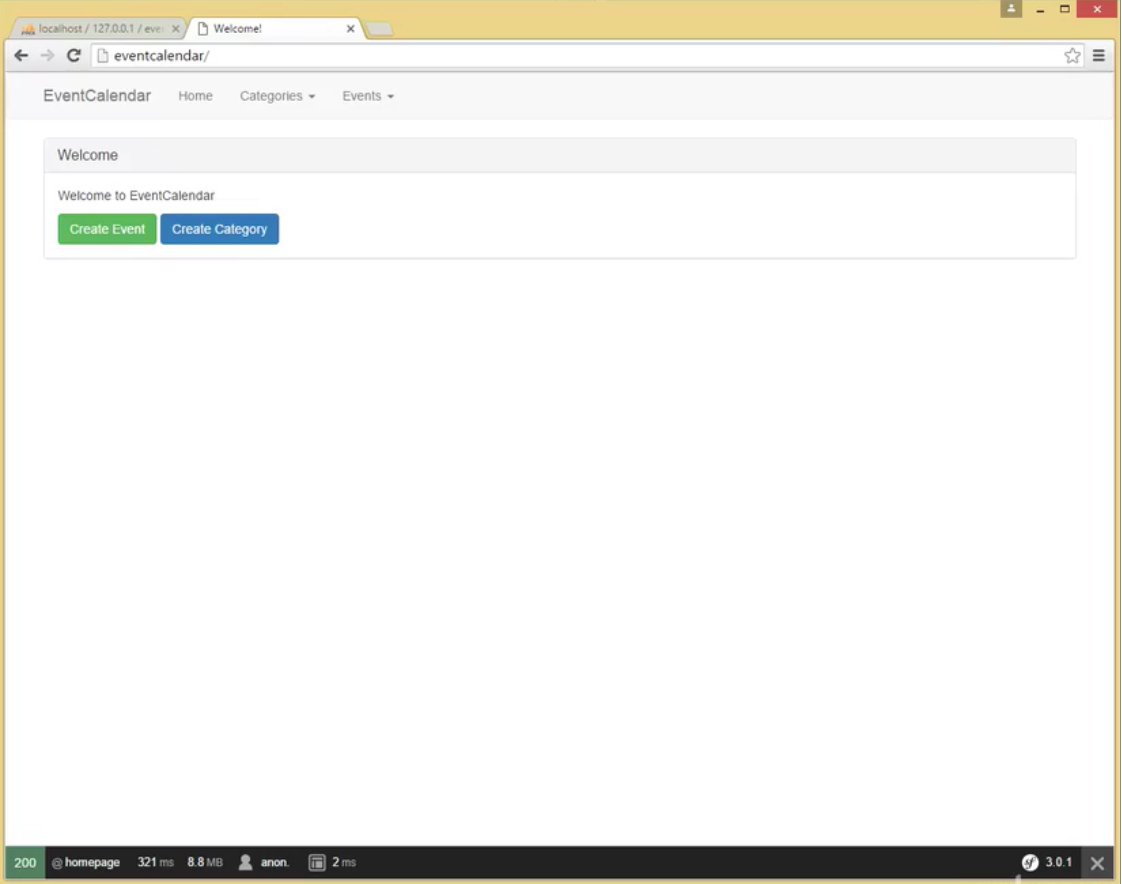 localhost / 127.0.0.1 / eve
Welcome!
eventcalendar/
EventCalendar Home Categories Events
Welcome
Welcome to EventCalendar
Create Event Create Category
200 @ homepage 321 ms 8.8 MB anon. 2 ms sf 3.0.1